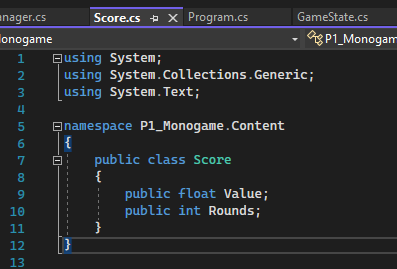 nager.cs Score.cs Program.cs GameState.cs
Monogame P1_Monogam
1 using System;
2 using System.Collections.Generic;
3 using System.Text;
4
5 namespace P1_Monogame.Content
6 {
7 public class Score
8 {
9 public float Value;
10 public int Rounds;
11 }
12 }
13